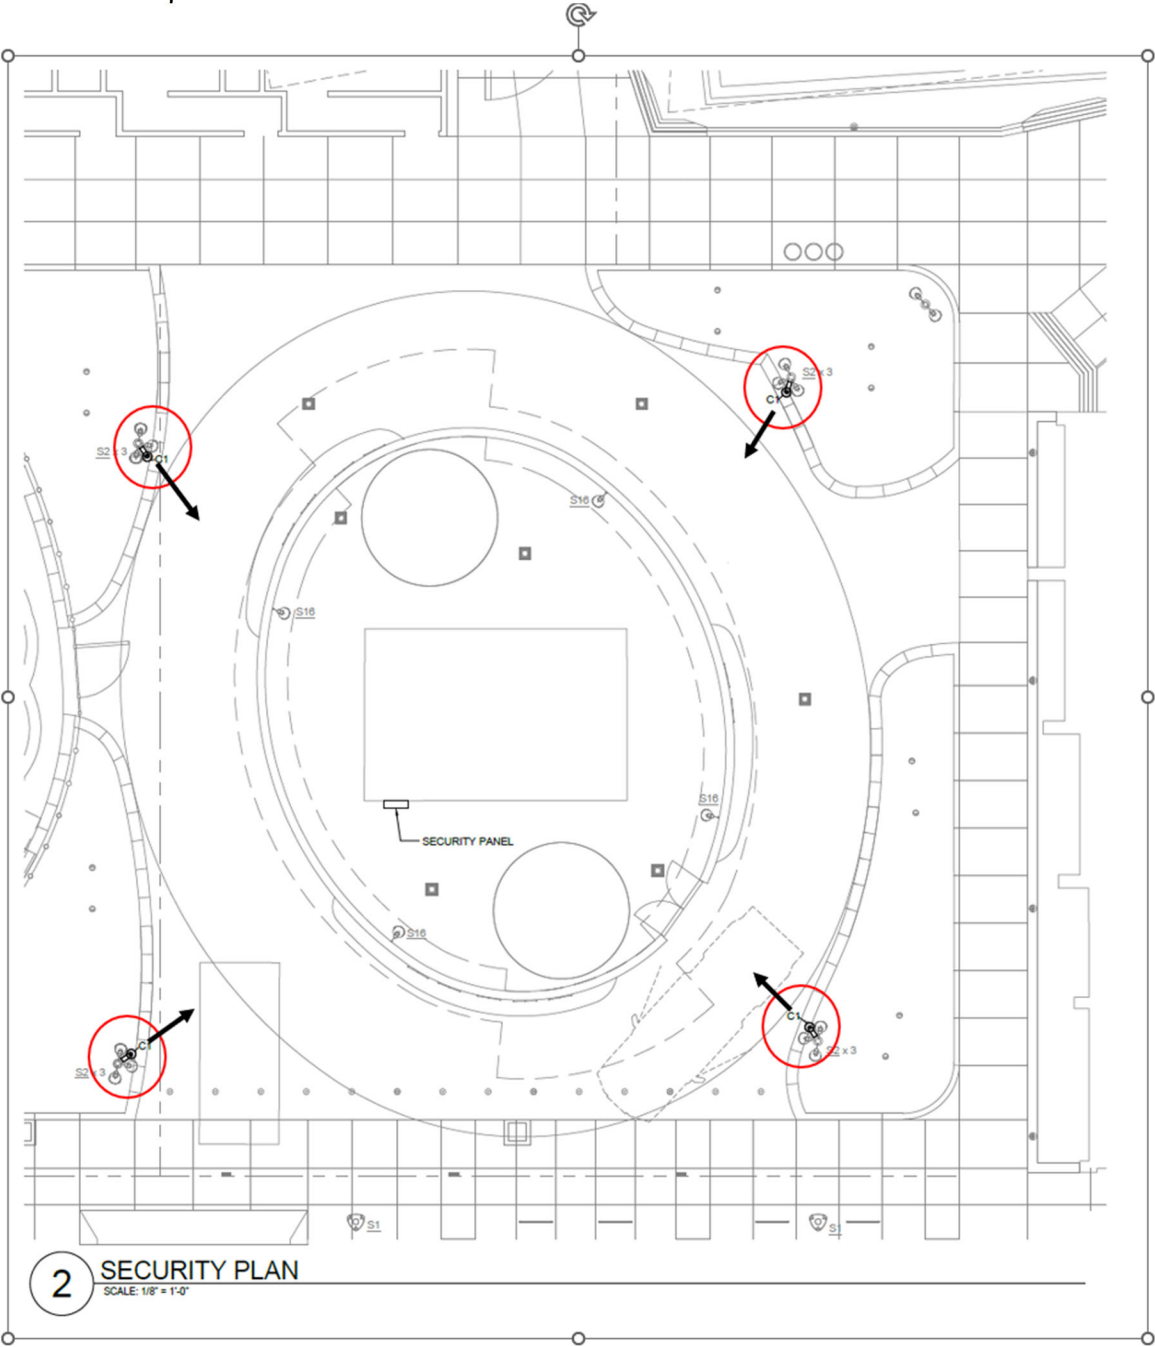 S2 x 3
C1
S2 x 3
C1
S16
S16
S16
SECURITY PANEL
S16
C1
S2 x 3
C1
S2 x 3
S1
S1
2
SECURITY PLAN
SCALE: 1/8" = 1'-0"